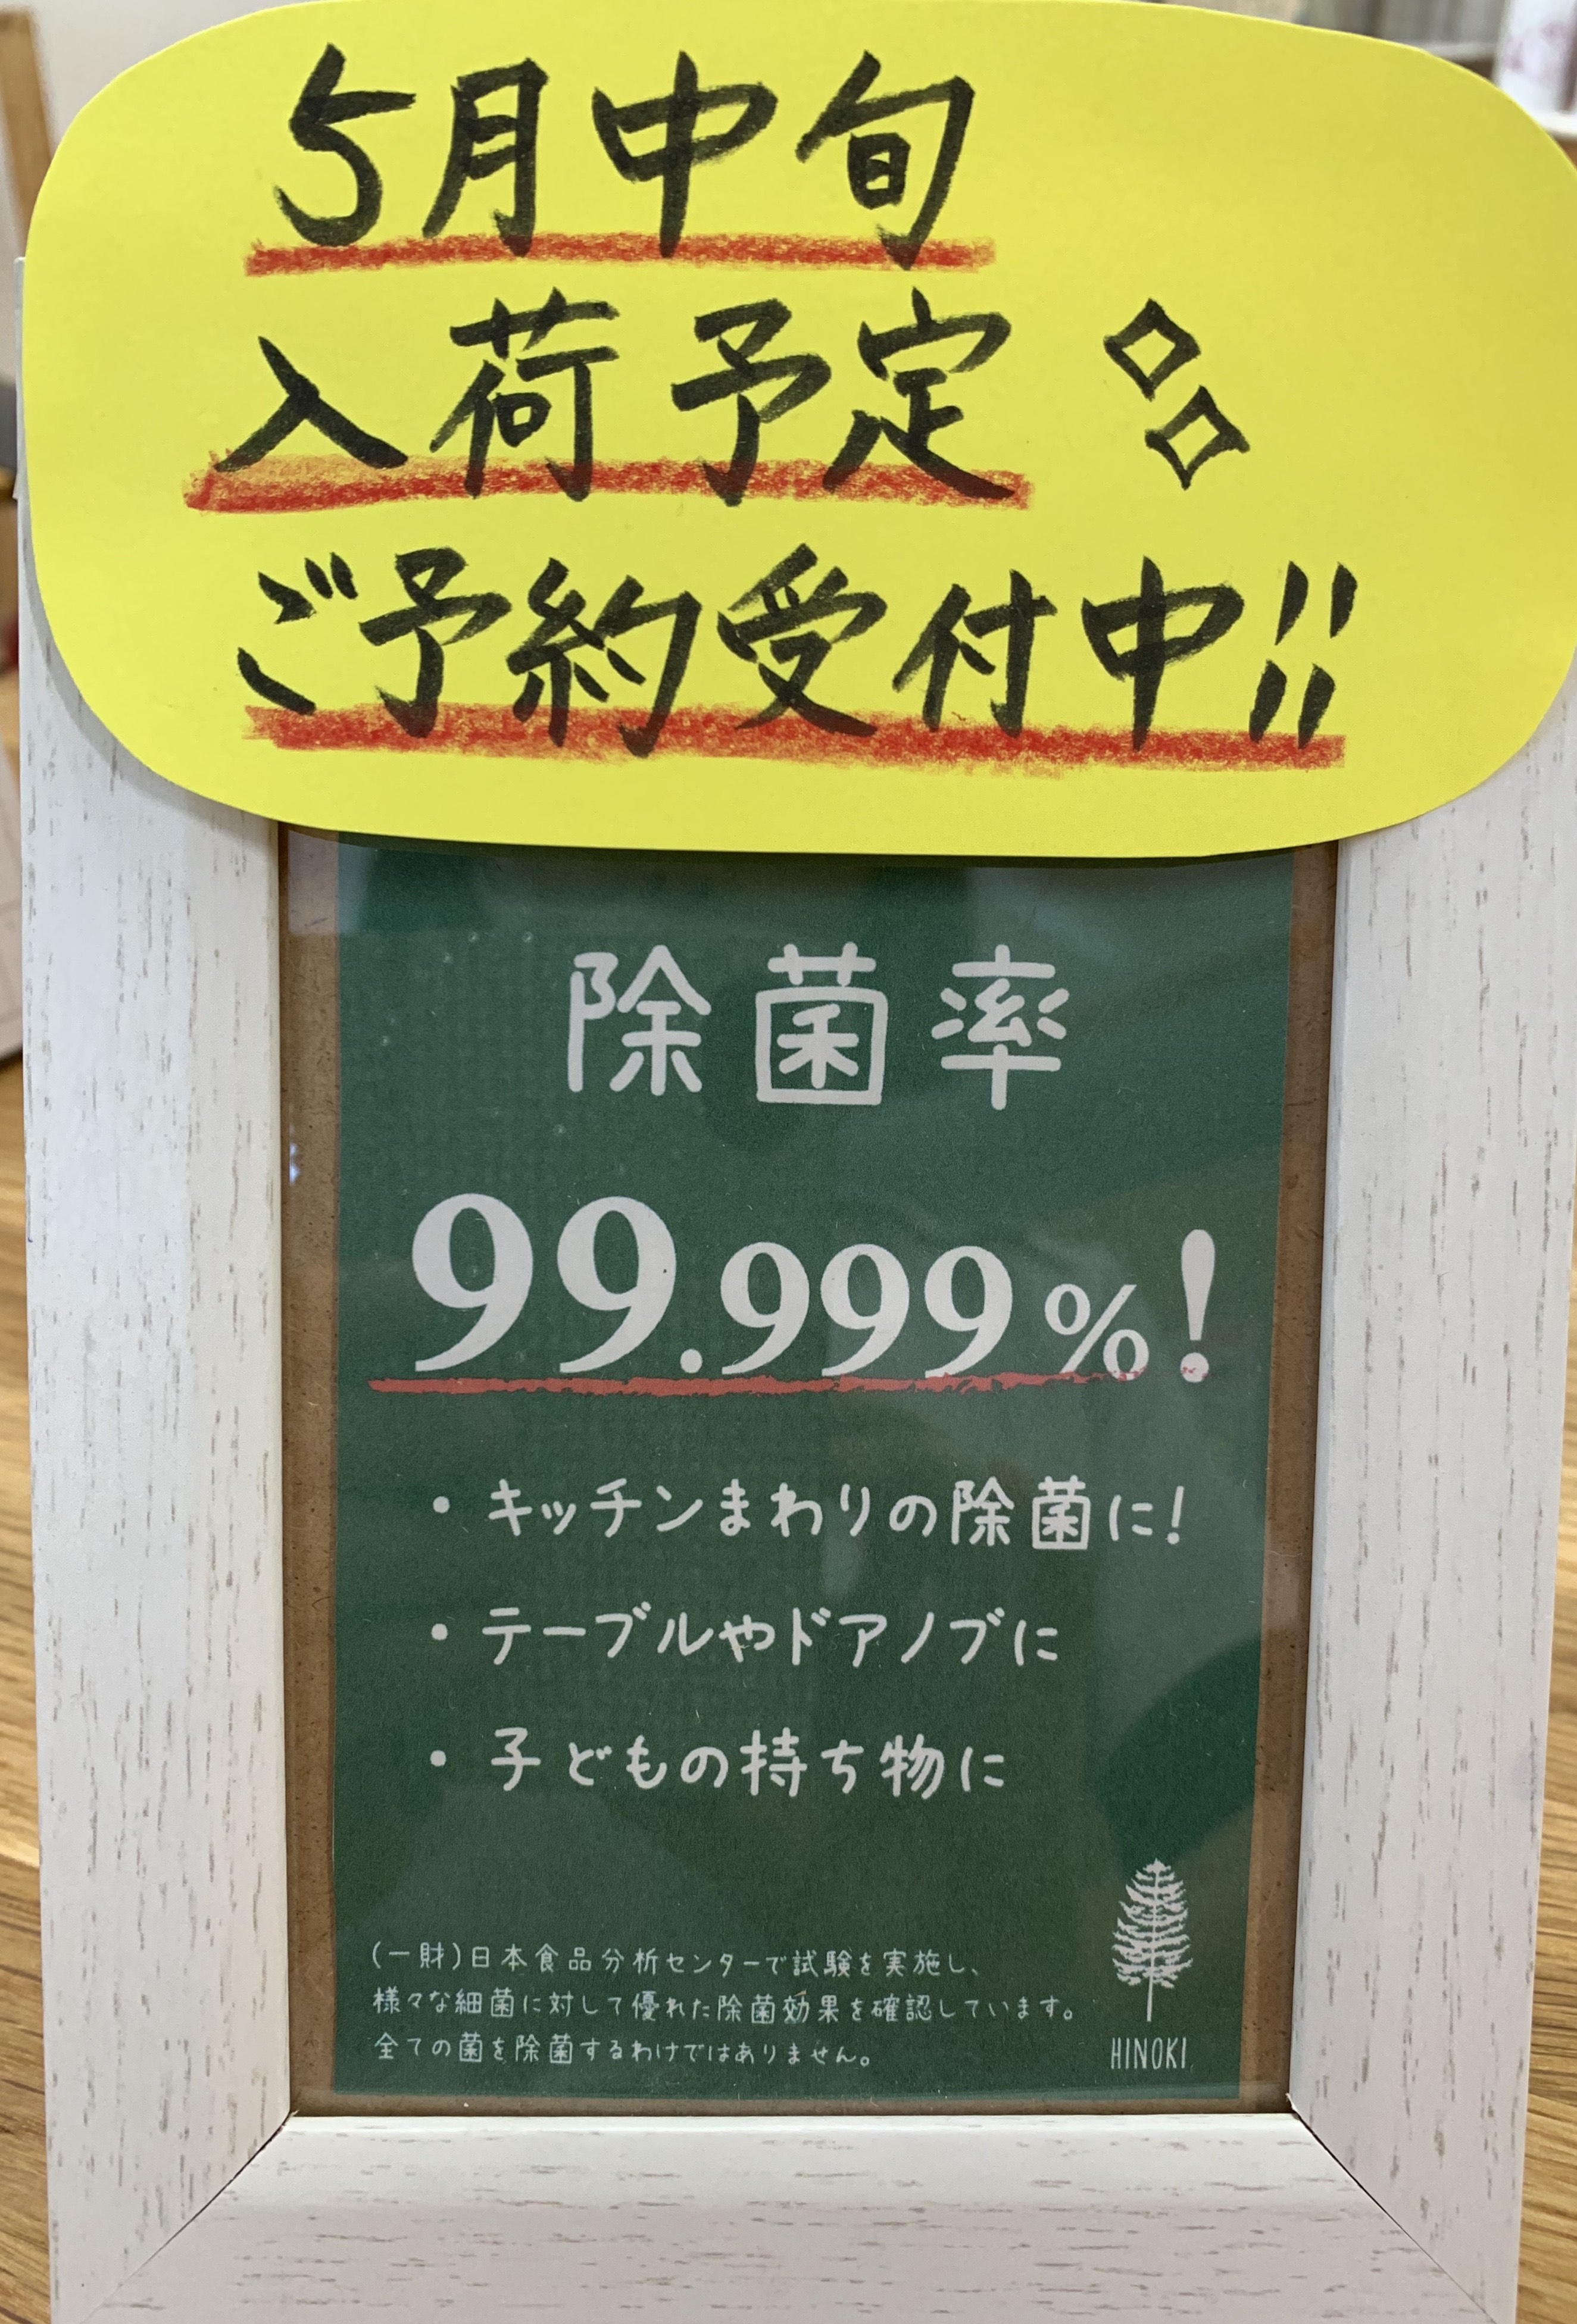 5月中旬
入荷予定
ご予約受付中!!
除菌率
99.999%!
・キッチンまわりの除菌に!
・テーブルやドアノブに
・子どもの持ち物に
(一財)日本食品分析センターで試験を実施し、
様々な細菌に対して優れた除菌効果を確認しています。
全ての菌を除菌するわけではありません。
HINOKI